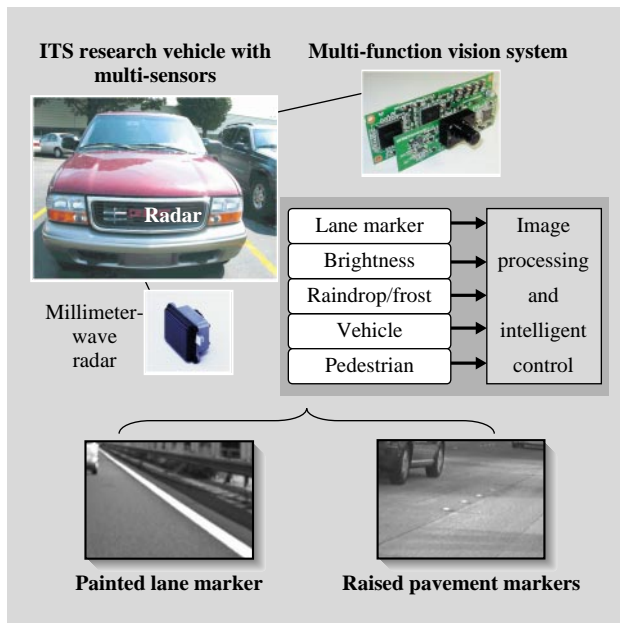 ITS research vehicle with
multi-sensors
Multi-function vision system
Radar
Millimeter-
wave
radar
Lane marker
Brightness
Raindrop/frost
Vehicle
Pedestrian
Image
processing
and
intelligent
control
Painted lane marker
Raised pavement markers